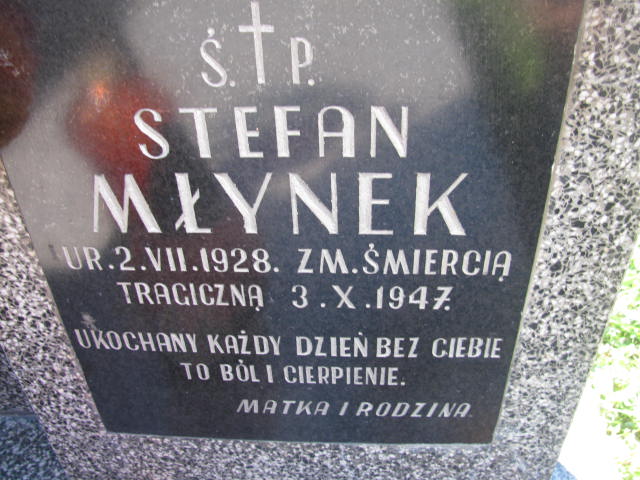 Ś. P.
STEFAN
MŁYNEK
UR. 2. VII. 1928. ZM. ŚMIERCIĄ
TRAGICZNĄ 3. X. 1947.
UKOCHANY KAŻDY DZIEŃ BEZ CIEBIE
TO BÓL I CIERPIENIE.
MATKA I RODZINA.